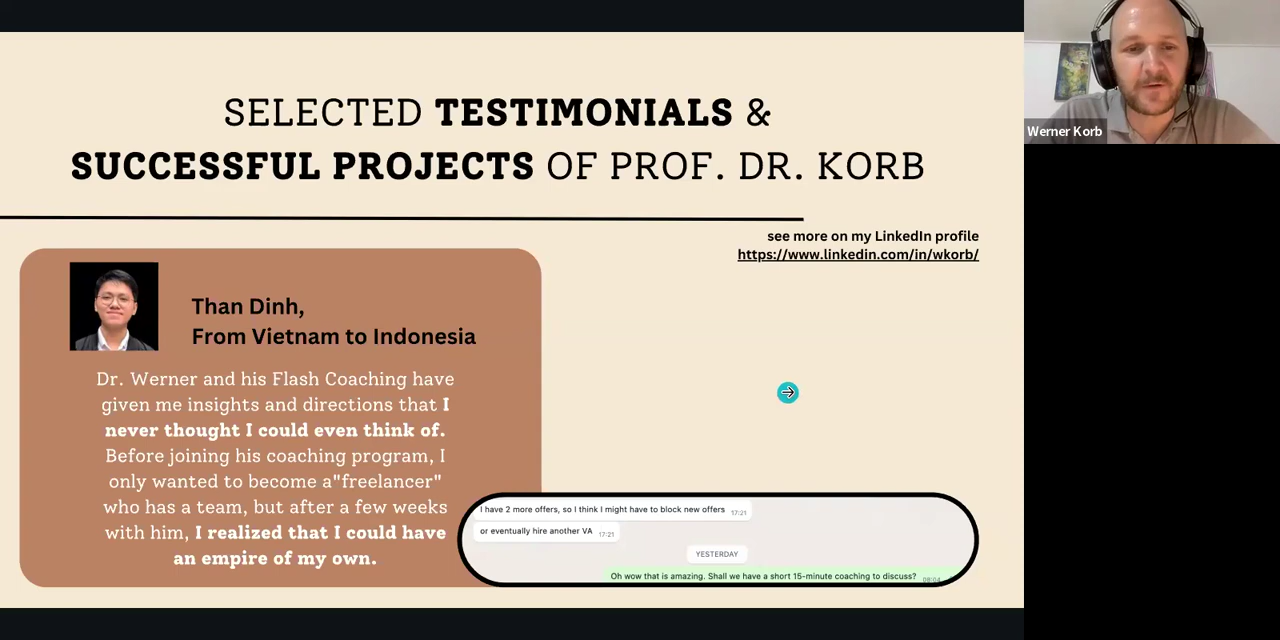 SELECTED TESTIMONIALS &
SUCCESSFUL PROJECTS OF PROF. DR. KORB
see more on my LinkedIn profile
https://www.linkedin.com/in/wkorb/
Than Dinh,
From Vietnam to Indonesia
Dr. Werner and his Flash Coaching have
given me insights and directions that I
never thought I could even think of.
Before joining his coaching program, I
only wanted to become a"freelancer"
who has a team, but after a few weeks
with him, I realized that I could have
an empire of my own.
I have 2 more offers, so I think I might have to block new offers 17:21
or eventually hire another VA 17:21
YESTERDAY
Oh wow that is amazing. Shall we have a short 15-minute coaching to discuss? 08:04
Werner Korb